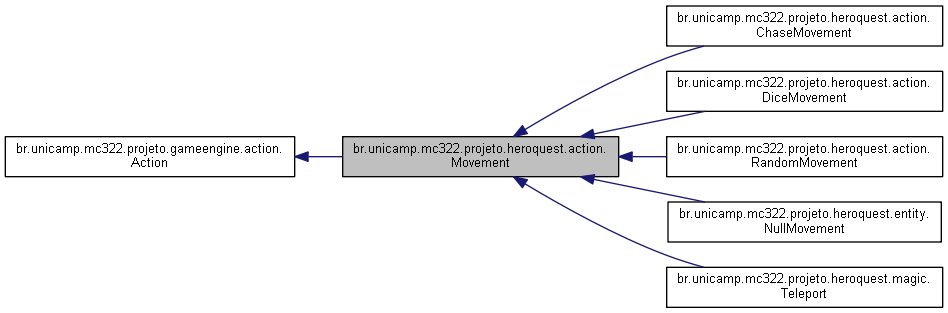 br.unicamp.mc322.projeto.gameengine.action.
Action
br.unicamp.mc322.projeto.heroquest.action.
Movement
br.unicamp.mc322.projeto.heroquest.action.
ChaseMovement
br.unicamp.mc322.projeto.heroquest.action.
DiceMovement
br.unicamp.mc322.projeto.heroquest.action.
RandomMovement
br.unicamp.mc322.projeto.heroquest.entity.
NullMovement
br.unicamp.mc322.projeto.heroquest.magic.
Teleport